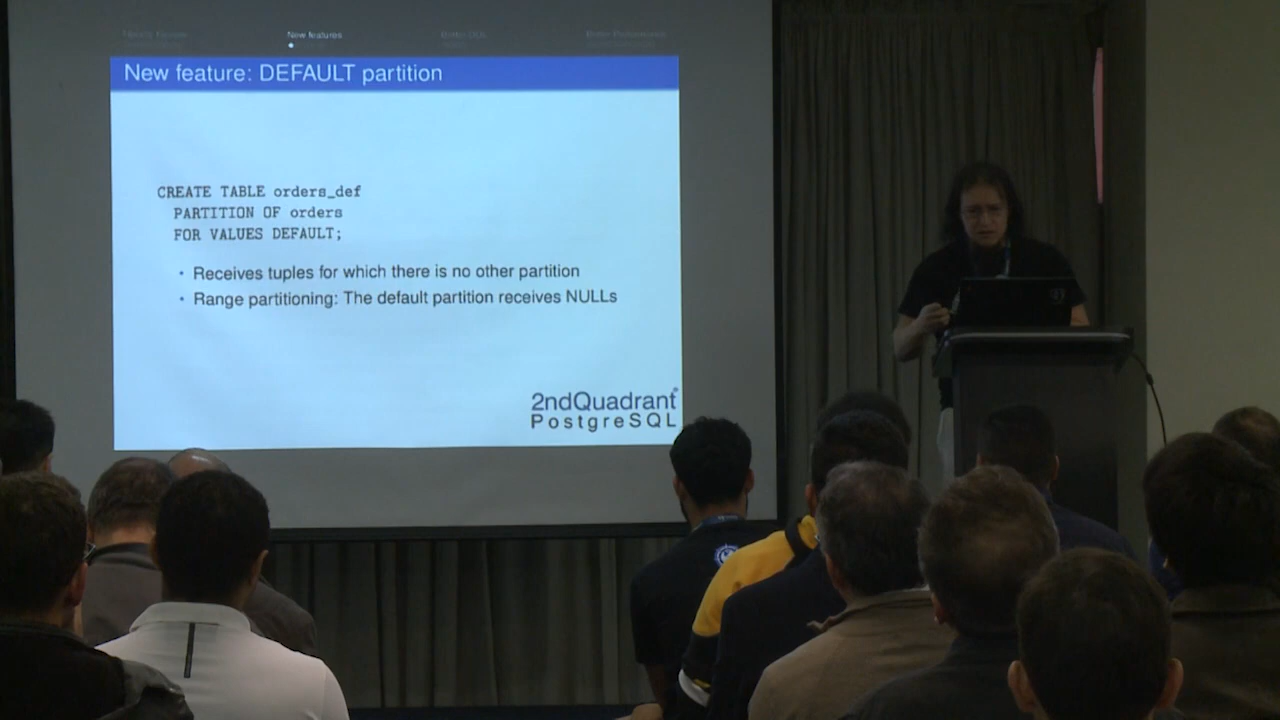 New features
New feature: DEFAULT partition
CREATE TABLE orders_def
PARTITION OF orders
FOR VALUES DEFAULT;
• Receives tuples for which there is no other partition
• Range partitioning: The default partition receives NULLs
2ndQuadrant
PostgreSQL